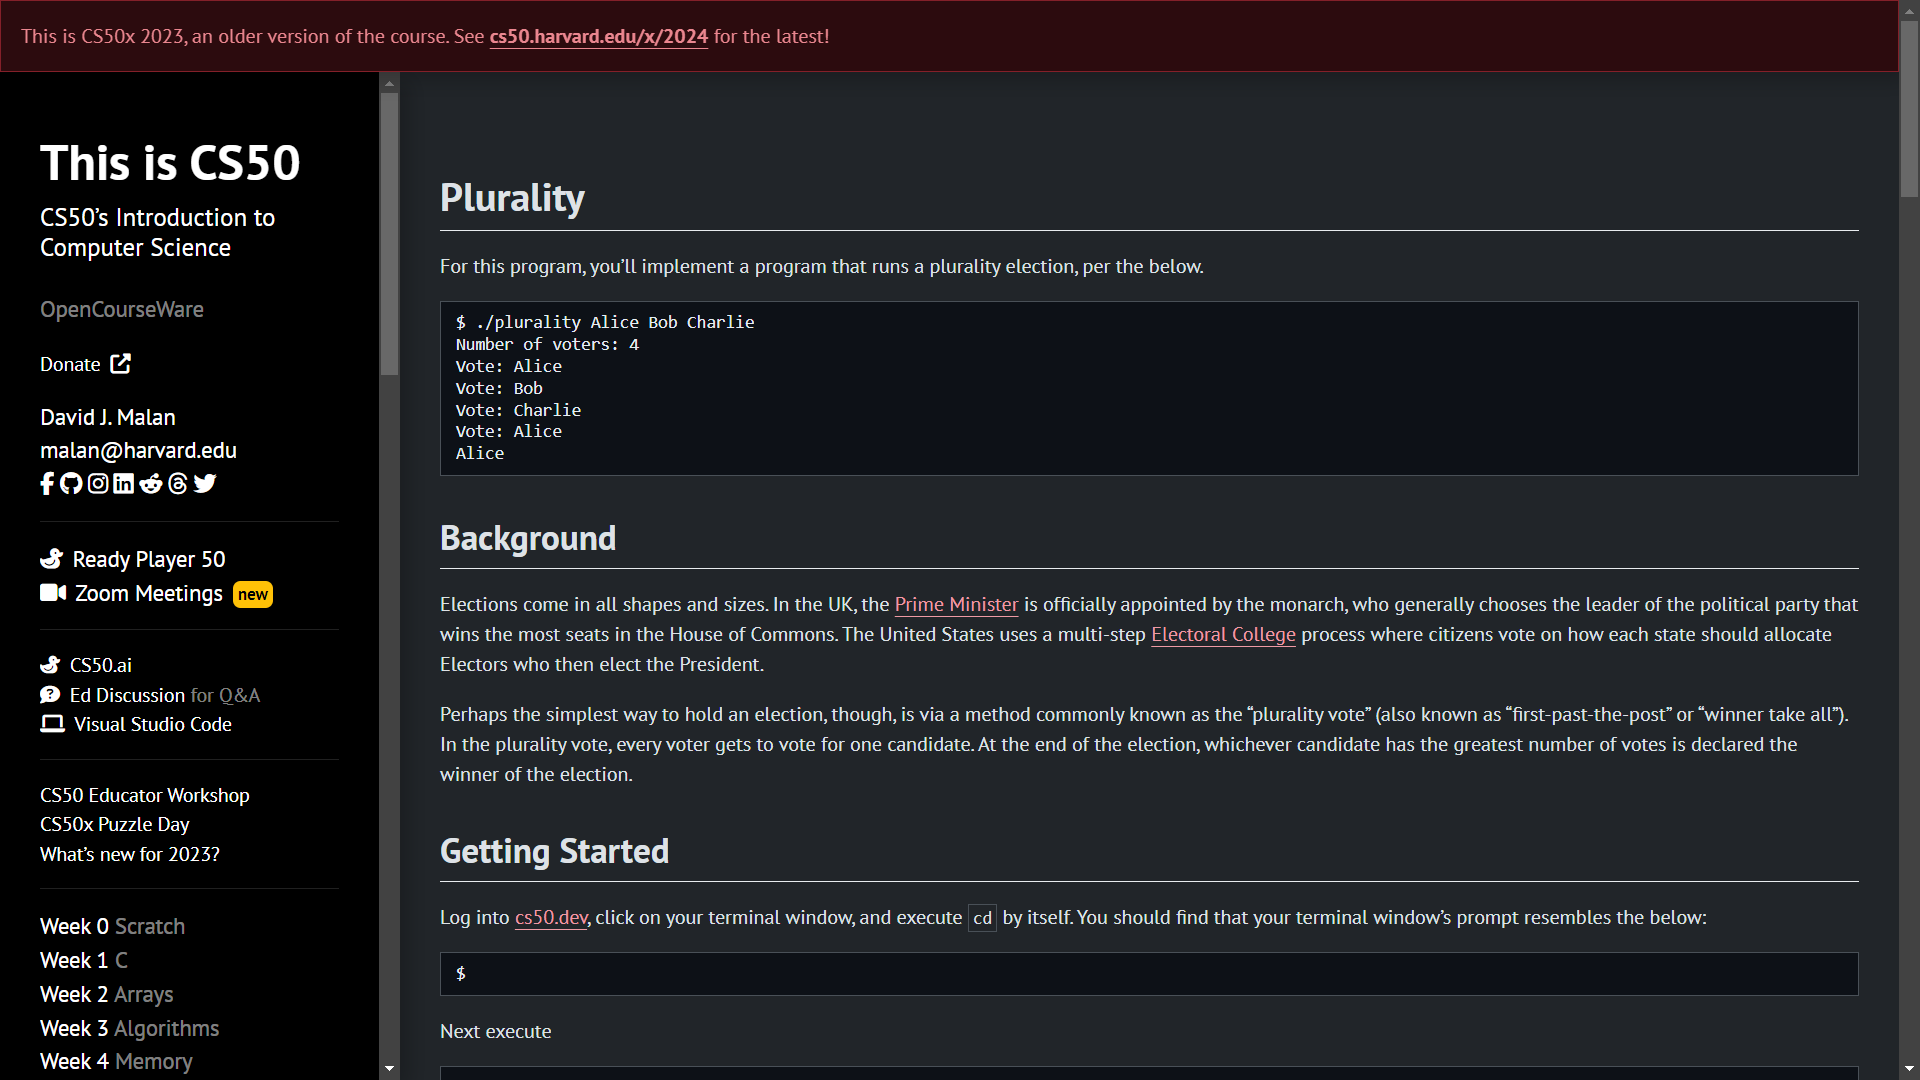 This is CS50x 2023, an older version of the course. See cs50.harvard.edu/x/2024 for the latest!
This is CS50
CS50’s Introduction to
Computer Science
OpenCourseWare
Donate
David J. Malan
malan@harvard.edu
Ready Player 50
Zoom Meetings new
CS50.ai
Ed Discussion for Q&A
Visual Studio Code
CS50 Educator Workshop
CS50x Puzzle Day
What’s new for 2023?
Week 0 Scratch
Week 1 C
Week 2 Arrays
Week 3 Algorithms
Week 4 Memory
Plurality
For this program, you’ll implement a program that runs a plurality election, per the below.
$ ./plurality Alice Bob Charlie
Number of voters: 4
Vote: Alice
Vote: Bob
Vote: Charlie
Vote: Alice
Alice
Background
Elections come in all shapes and sizes. In the UK, the Prime Minister is officially appointed by the monarch, who generally chooses the leader of the political party that
wins the most seats in the House of Commons. The United States uses a multi-step Electoral College process where citizens vote on how each state should allocate
Electors who then elect the President.
Perhaps the simplest way to hold an election, though, is via a method commonly known as the “plurality vote” (also known as “first-past-the-post” or “winner take all”).
In the plurality vote, every voter gets to vote for one candidate. At the end of the election, whichever candidate has the greatest number of votes is declared the
winner of the election.
Getting Started
Log into cs50.dev, click on your terminal window, and execute cd by itself. You should find that your terminal window’s prompt resembles the below:
$
Next execute